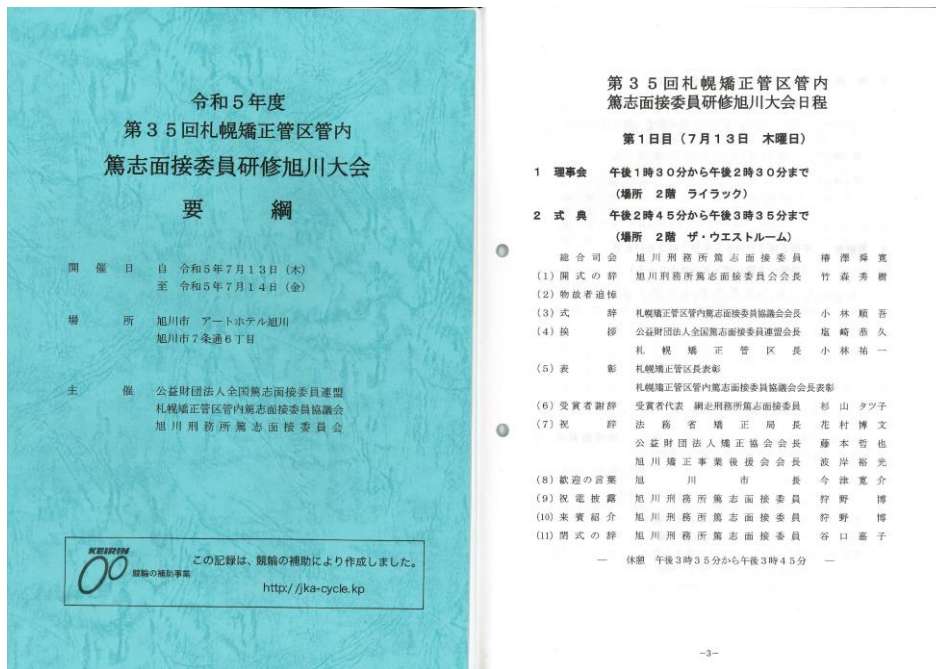 令和5年度
第35回札幌矯正管区管内
篤志面接委員研修旭川大会
要 綱
開 催 日 自 令和5年7月13日（木）
至 令和5年7月14日（金）
場 所 旭川市 アートホテル旭川
旭川市7条通6丁目
主 催 公益財団法人全国篤志面接委員連盟
札幌矯正管区管内篤志面接委員協議会
旭川刑務所篤志面接委員会
KEIRIN
競輪の補助事業
この記録は、競輪の補助により作成しました。
http://jka-cycle.kp
第35回札幌矯正管区管内
篤志面接委員研修旭川大会日程
第1日目（7月13日 木曜日）
1 理事会 午後1時30分から午後2時30分まで
（場所 2階 ライラック）
2 式 典 午後2時45分から午後3時35分まで
（場所 2階 ザ・ウエストルーム）
総合司会 旭川刑務所篤志面接委員 椿澤舜寛
（1）開式の辞 旭川刑務所篤志面接委員会会長 竹森秀樹
（2）物故者追悼
（3）式 辞 札幌矯正管区管内篤志面接委員協議会会長 小林順吾
（4）挨 拶 公益財団法人全国篤志面接委員連盟会長 塩崎恭久
札幌矯正管区長 小林祐一
（5）表 彰 札幌矯正管区長表彰
札幌矯正管区管内篤志面接委員協議会会長表彰
（6）受賞者謝辞 受賞者代表 網走刑務所篤志面接委員 杉山タツ子
（7）祝 辞 法務省矯正局長 花村博文
公益財団法人矯正協会会長 藤本哲也
旭川矯正事業後援会会長 波岸裕光
（8）歓迎の言葉 旭川市長 今津寛介
（9）祝電披露 旭川刑務所篤志面接委員 狩野 博
（10）来賓紹介 旭川刑務所篤志面接委員 狩野 博
（11）閉式の辞 旭川刑務所篤志面接委員 谷口嘉子
― 休憩 午後3時35分から午後3時45分 ―
－3－